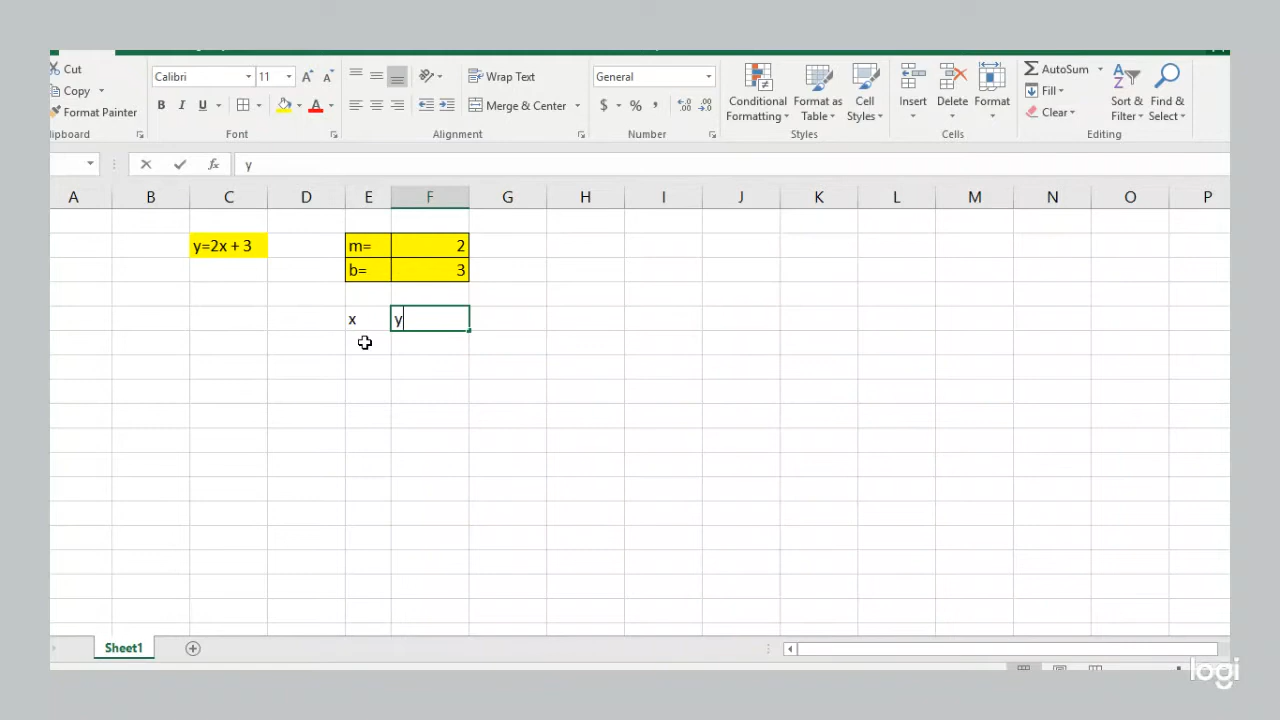 Cut
Copy
Format Painter
lipboard
Calibri
11
A
A
B
I
U
A
Font
Wrap Text
Merge & Center
Alignment
General
$
%
,
Number
Conditional
Formatting
Format as
Table
Cell
Styles
Styles
Insert
Delete
Format
Cells
AutoSum
Fill
Clear
Sort &
Filter
Find &
Select
Editing
fx
y
A B C D E F G H I J K L M N O P
y=2x + 3
m= 2
b= 3
x y
Sheet1
logi